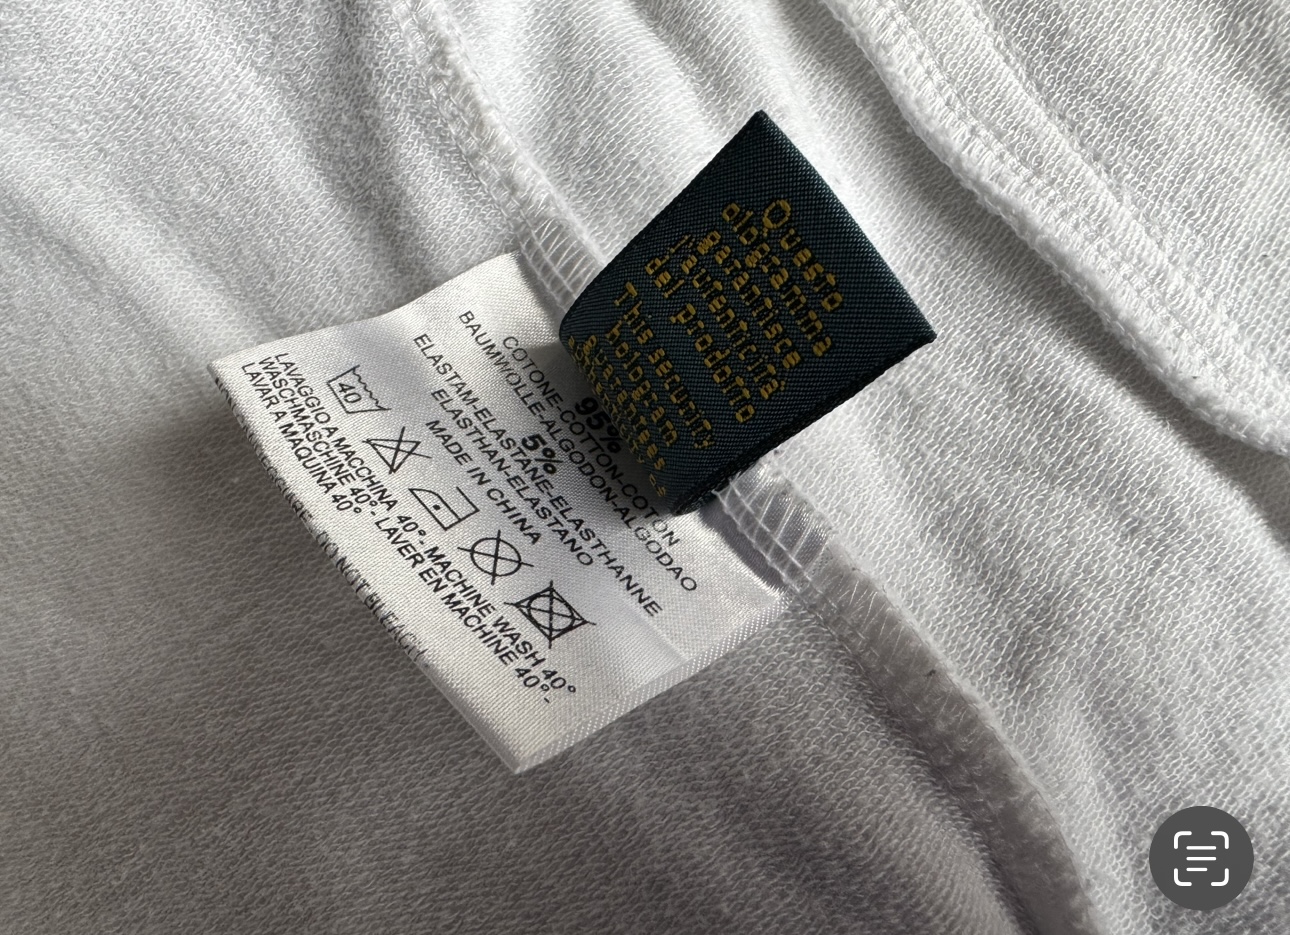 Questo
ologramma
garantisce
l'autenticità
del prodotto
This security
hologram
guarantees
COTONE-COTTON-COTON
BAUMWOLLE-ALGODON-ALGODAO
95%
5%
ELASTAM-ELASTANE-ELASTHANNE
ELASTHAN-ELASTANO
MADE IN CHINA
40
LAVAGGIO A MACCHINA 40°- MACHINE WASH 40°
WASCHMASCHINE 40°- LAVER EN MACHINE 40°-
LAVAR A MAQUINA 40°